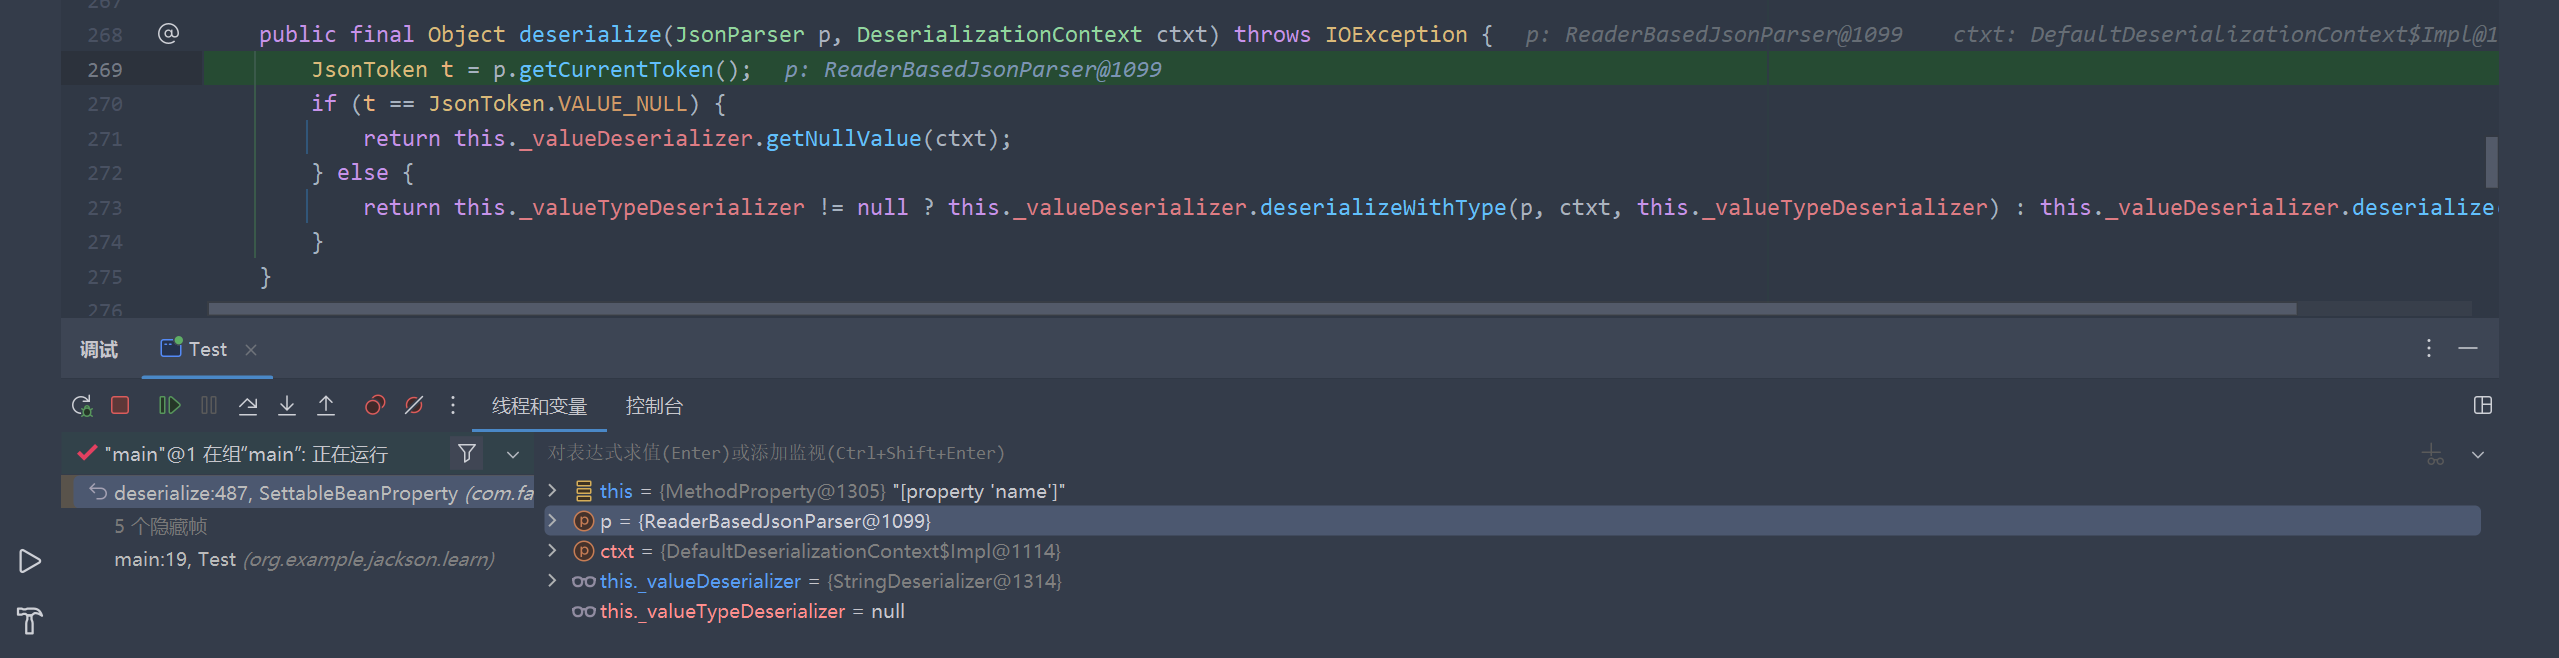 267
268 @ public final Object deserialize(JsonParser p, DeserializationContext ctxt) throws IOException { p: ReaderBasedJsonParser@1099 ctxt: DefaultDeserializationContext$Impl@1
269 JsonToken t = p.getCurrentToken(); p: ReaderBasedJsonParser@1099
270 if (t == JsonToken.VALUE_NULL) {
271 return this._valueDeserializer.getNullValue(ctxt);
272 } else {
273 return this._valueTypeDeserializer != null ? this._valueDeserializer.deserializeWithType(p, ctxt, this._valueTypeDeserializer) : this._valueDeserializer.deserialize(
274 }
275 }
276
调试 Test
线程和变量 控制台
"main"@1 在组“main”: 正在运行
对表达式求值(Enter)或添加监视(Ctrl+Shift+Enter)
deserialize:487, SettableBeanProperty (com.fa
5 个隐藏帧
main:19, Test (org.example.jackson.learn)
this = {MethodProperty@1305} "[property 'name']"
p = {ReaderBasedJsonParser@1099}
ctxt = {DefaultDeserializationContext$Impl@1114}
this._valueDeserializer = {StringDeserializer@1314}
this._valueTypeDeserializer = null